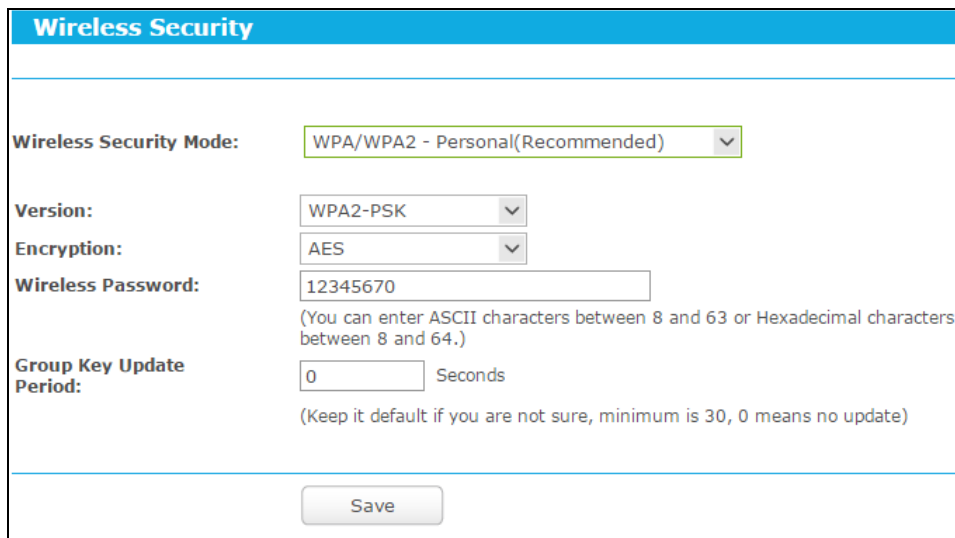 Wireless Security
Wireless Security Mode: WPA/WPA2 - Personal(Recommended)
Version: WPA2-PSK
Encryption: AES
Wireless Password: 12345670
(You can enter ASCII characters between 8 and 63 or Hexadecimal characters
between 8 and 64.)
Group Key Update
Period:
0 Seconds
(Keep it default if you are not sure, minimum is 30, 0 means no update)
Save